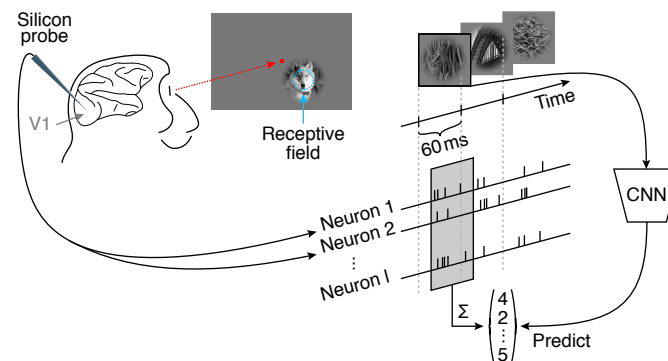 Silicon
probe
V1
Receptive
field
Time
60 ms
CNN
Neuron 1
Neuron 2
...
Neuron I
Σ
4
2
...
5
Predict